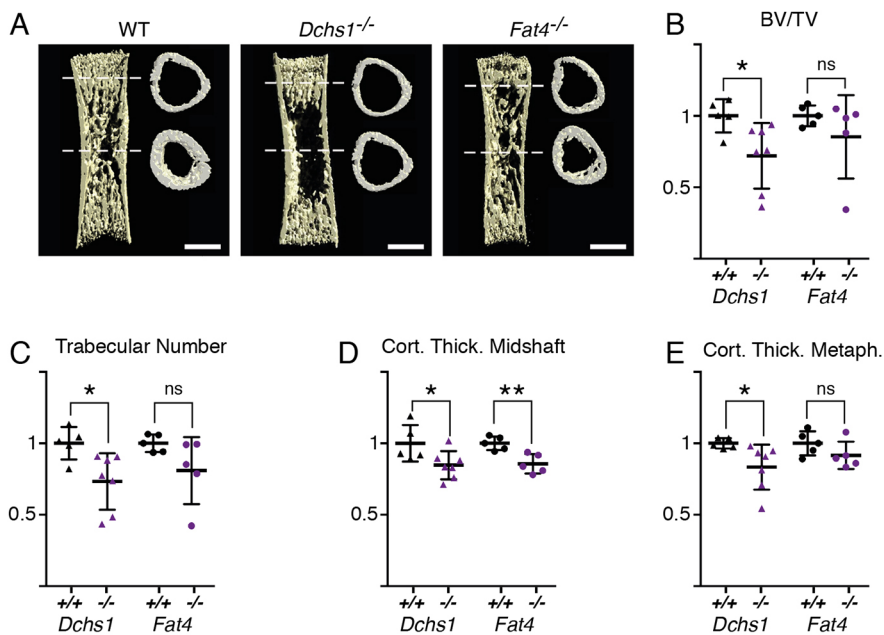 A
WT
Dchs1-/-
Fat4-/-
B
BV/TV
*
ns
1
0.5
+/+ -/- +/+ -/-
Dchs1 Fat4
C
Trabecular Number
*
ns
1
0.5
+/+ -/- +/+ -/-
Dchs1 Fat4
D
Cort. Thick. Midshaft
*
**
1
0.5
+/+ -/- +/+ -/-
Dchs1 Fat4
E
Cort. Thick. Metaph.
*
ns
1
0.5
+/+ -/- +/+ -/-
Dchs1 Fat4